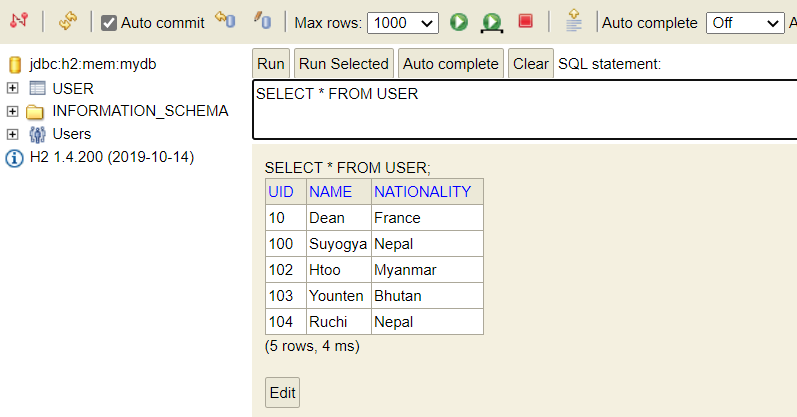 Auto commit Max rows: 1000 Auto complete Off A
jdbc:h2:mem:mydb
USER
INFORMATION_SCHEMA
Users
H2 1.4.200 (2019-10-14)
Run Run Selected Auto complete Clear SQL statement:
SELECT * FROM USER
SELECT * FROM USER;
UID NAME NATIONALITY
10 Dean France
100 Suyogya Nepal
102 Htoo Myanmar
103 Younten Bhutan
104 Ruchi Nepal
(5 rows, 4 ms)
Edit